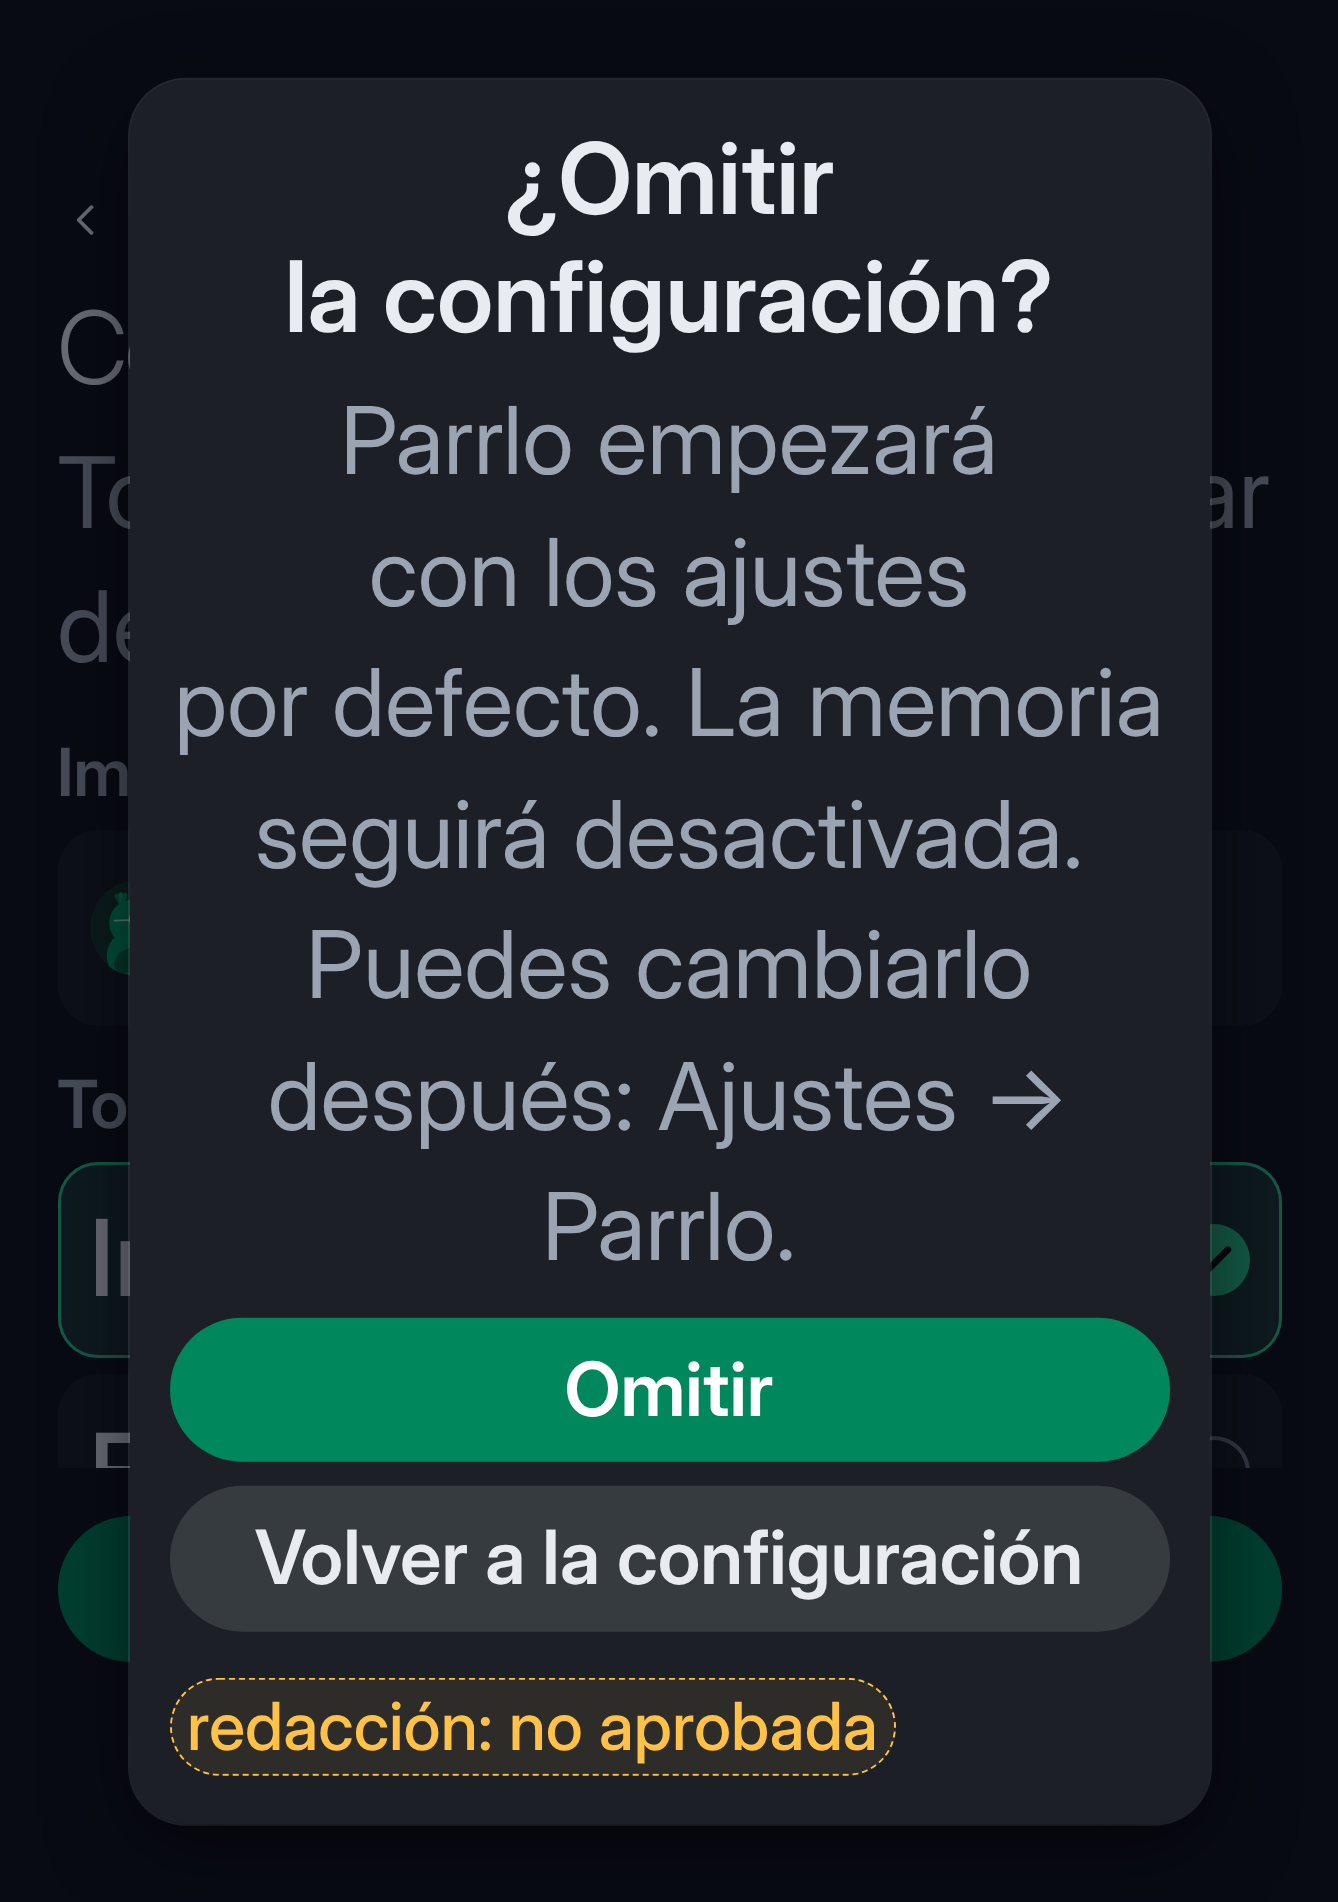 ¿Omitir
la configuración?
Parrlo empezará
con los ajustes
por defecto. La memoria
seguirá desactivada.
Puedes cambiarlo
después: Ajustes →
Parrlo.
Omitir
Volver a la configuración
redacción: no aprobada